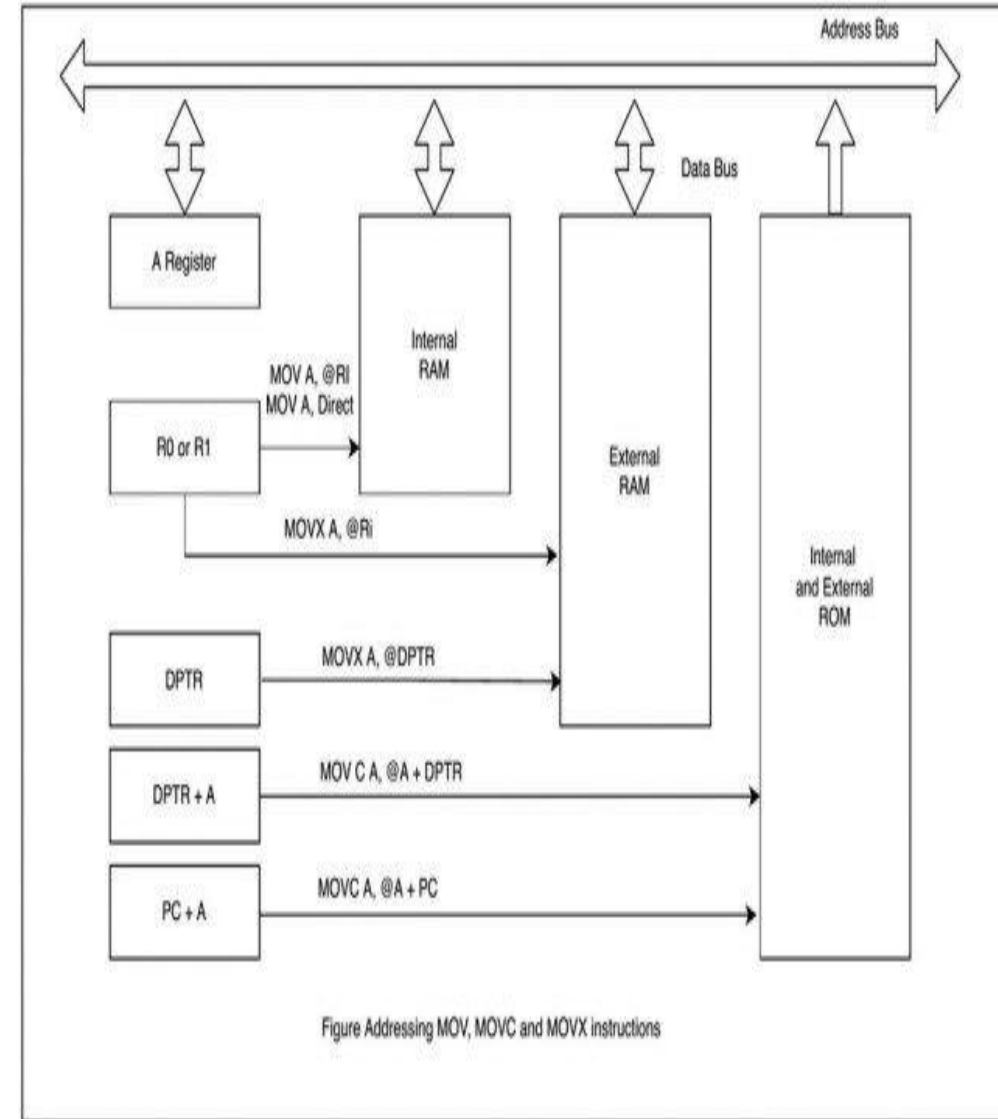 Address Bus
Data Bus
A Register
Internal
RAM
MOV A, @RI
MOV A, Direct
R0 or R1
External
RAM
MOVX A, @Ri
Internal
and External
ROM
DPTR
MOVX A, @DPTR
DPTR + A
MOV C A, @A + DPTR
PC + A
MOVC A, @A + PC
Figure Addressing MOV, MOVC and MOVX instructions